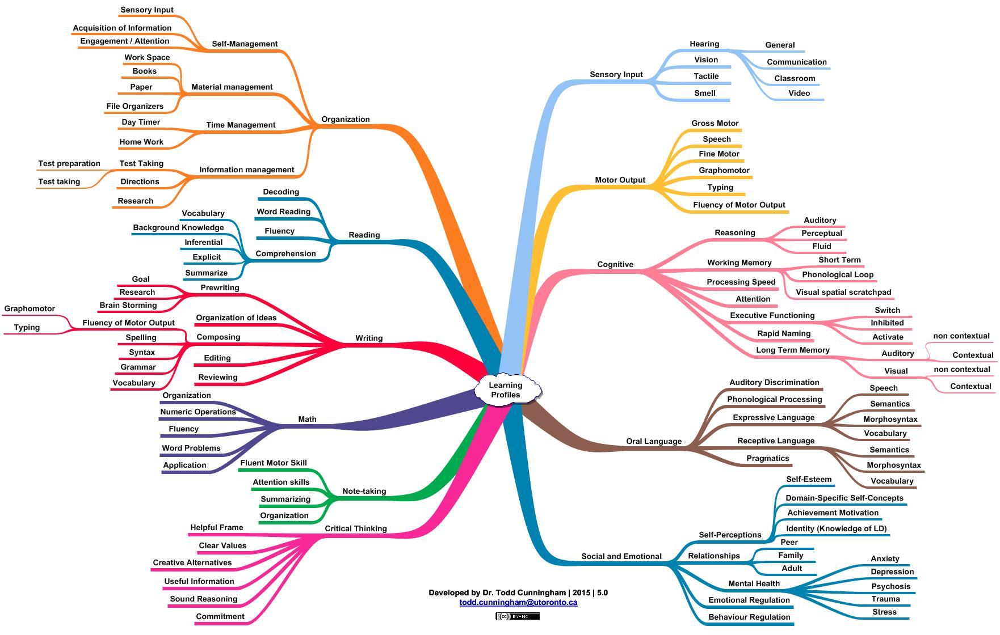 Learning
Profiles
Organization
Self-Management
Sensory Input
Acquisition of Information
Engagement / Attention
Material management
Work Space
Books
Paper
File Organizers
Time Management
Day Timer
Home Work
Information management
Test Taking
Test preparation
Test taking
Directions
Research
Reading
Decoding
Word Reading
Fluency
Comprehension
Vocabulary
Background Knowledge
Inferential
Explicit
Summarize
Writing
Prewriting
Goal
Research
Brain Storming
Organization of Ideas
Composing
Fluency of Motor Output
Graphomotor
Typing
Spelling
Syntax
Grammar
Vocabulary
Editing
Reviewing
Math
Organization
Numeric Operations
Fluency
Word Problems
Application
Note-taking
Fluent Motor Skill
Attention skills
Summarizing
Organization
Critical Thinking
Helpful Frame
Clear Values
Creative Alternatives
Useful Information
Sound Reasoning
Commitment
Sensory Input
Hearing
General
Communication
Classroom
Video
Vision
Tactile
Smell
Motor Output
Gross Motor
Speech
Fine Motor
Graphomotor
Typing
Fluency of Motor Output
Cognitive
Reasoning
Auditory
Perceptual
Fluid
Working Memory
Short Term
Phonological Loop
Visual spatial scratchpad
Processing Speed
Attention
Executive Functioning
Switch
Inhibited
Activate
Rapid Naming
Long Term Memory
Auditory
non contextual
Contextual
Visual
non contextual
Contextual
Oral Language
Auditory Discrimination
Phonological Processing
Expressive Language
Speech
Semantics
Morphosyntax
Vocabulary
Receptive Language
Semantics
Morphosyntax
Vocabulary
Pragmatics
Social and Emotional
Self-Perceptions
Self-Esteem
Domain-Specific Self-Concepts
Achievement Motivation
Identity (Knowledge of LD)
Relationships
Peer
Family
Adult
Mental Health
Anxiety
Depression
Psychosis
Trauma
Stress
Emotional Regulation
Behaviour Regulation
Developed by Dr. Todd Cunningham | 2015 | 5.0
todd.cunningham@utoronto.ca
(cc) BY-NC